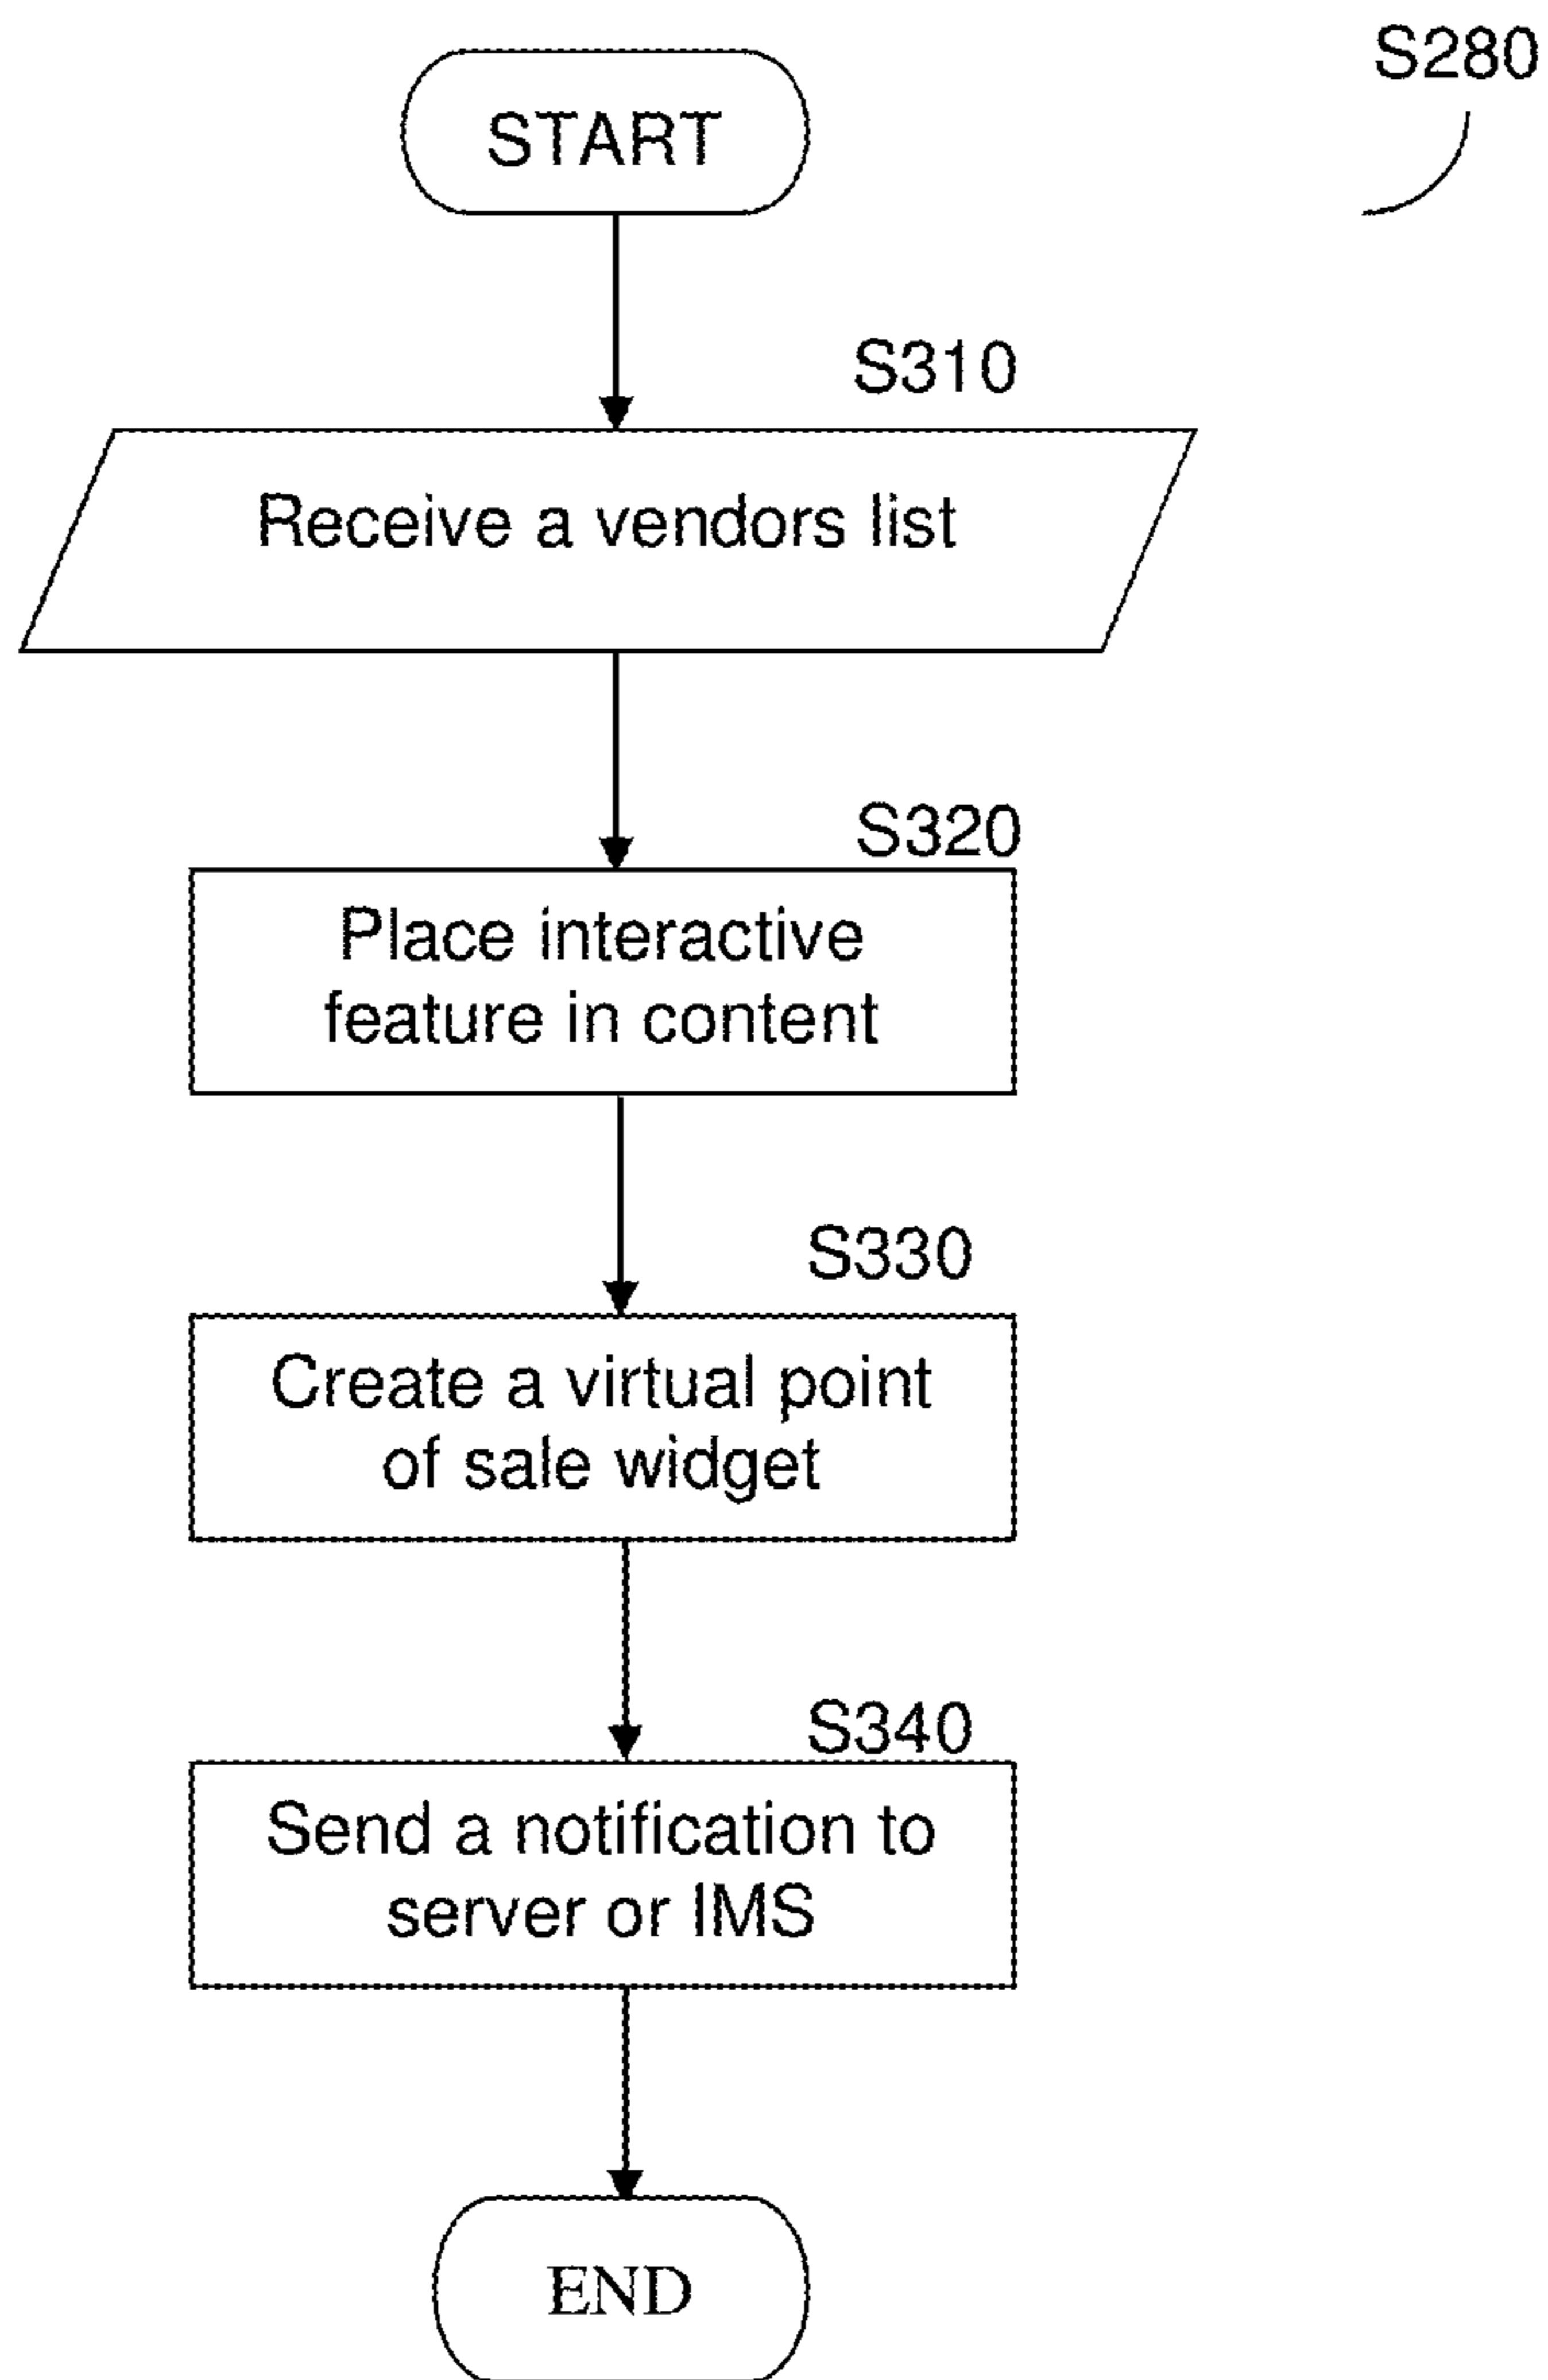 S280
START
S310
Receive a vendors list
S320
Place interactive
feature in content
S330
Create a virtual point
of sale widget
S340
Send a notification to
server or IMS
END